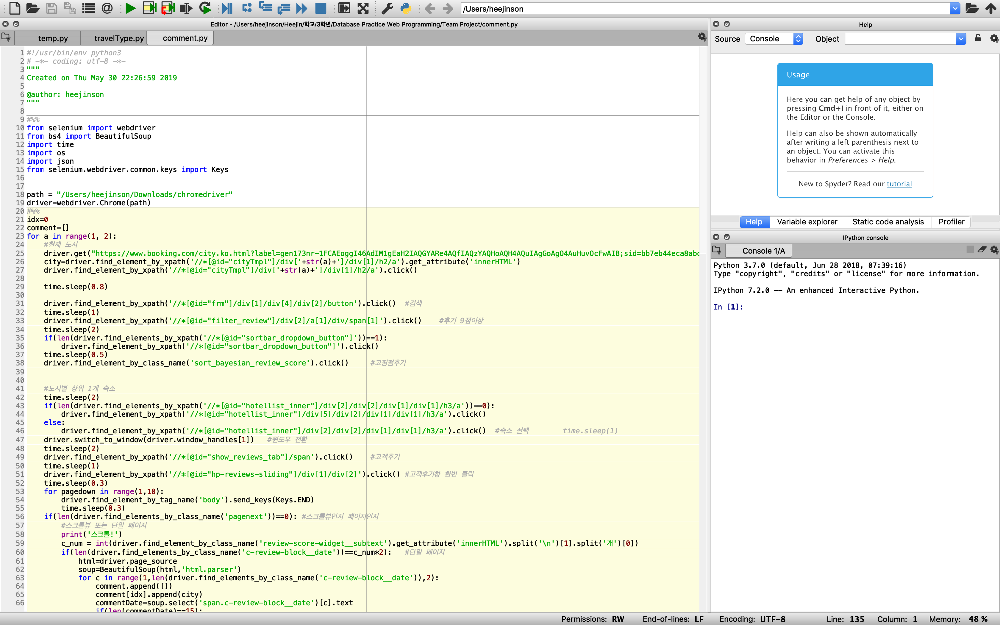 /Users/heejinson
Editor - /Users/heejinson/Heejin/학교/3학년/Database Practice Web Programming/Team Project/comment.py
temp.py travelType.py comment.py
1 #!/usr/bin/env python3
2 # -*- coding: utf-8 -*-
3 """
4 Created on Thu May 30 22:26:59 2019
5
6 @author: heejinson
7 """
8
9 #%%
10 from selenium import webdriver
11 from bs4 import BeautifulSoup
12 import time
13 import os
14 import json
15 from selenium.webdriver.common.keys import Keys
16
17
18 path = "/Users/heejinson/Downloads/chromedriver"
19 driver=webdriver.Chrome(path)
20 #%%
21 idx=0
22 comment=[]
23 for a in range(1, 2):
24     #현재 도시
25     driver.get("https://www.booking.com/city.ko.html?label=gen173nr-1FCAEoggI46AdIM1gEaH2IAQGYARe4AQfIAQzYAQHoAQH4AQuIAgGoAgO4AuHuvOcFwAIB;sid=bb7eb44eca8abd
26     city=driver.find_element_by_xpath('//*[@id="cityTmpl"]/div['+str(a)+']/div[1]/h2/a').get_attribute('innerHTML')
27     driver.find_element_by_xpath('//*[@id="cityTmpl"]/div['+str(a)+']/div[1]/h2/a').click()
28
29     time.sleep(0.8)
30
31     driver.find_element_by_xpath('//*[@id="frm"]/div[1]/div[4]/div[2]/button').click()  #검색
32     time.sleep(1)
33     driver.find_element_by_xpath('//*[@id="filter_review"]/div[2]/a[1]/div/span[1]').click()    #후기 9점이상
34     time.sleep(2)
35     if(len(driver.find_elements_by_xpath('//*[@id="sortbar_dropdown_button"]'))==1):
36         driver.find_element_by_xpath('//*[@id="sortbar_dropdown_button"]').click()
37     time.sleep(0.5)
38     driver.find_element_by_class_name('sort_bayesian_review_score').click()     #고평점후기
39
40
41     #도시별 상위 1개 숙소
42     time.sleep(2)
43     if(len(driver.find_elements_by_xpath('//*[@id="hotellist_inner"]/div[2]/div[2]/div[1]/div[1]/h3/a'))==0):
44         driver.find_element_by_xpath('//*[@id="hotellist_inner"]/div[5]/div[2]/div[1]/div[1]/h3/a').click()
45     else:
46         driver.find_element_by_xpath('//*[@id="hotellist_inner"]/div[2]/div[2]/div[1]/div[1]/h3/a').click()  #숙소 선택        time.sleep(1)
47     driver.switch_to_window(driver.window_handles[1])   #윈도우 전환
48     time.sleep(2)
49     driver.find_element_by_xpath('//*[@id="show_reviews_tab"]/span').click()    #고객후기
50     time.sleep(1)
51     driver.find_element_by_xpath('//*[@id="hp-reviews-sliding"]/div[1]/div[2]').click() #고객후기창 한번 클릭
52     time.sleep(0.3)
53     for pagedown in range(1,10):
54         driver.find_element_by_tag_name('body').send_keys(Keys.END)
55         time.sleep(0.3)
56     if(len(driver.find_elements_by_class_name('pagenext'))==0): #스크롤뷰인지 페이지인지
57         #스크롤뷰 또는 단일 페이지
58         print('스크롤!')
59         c_num = int(driver.find_element_by_class_name('review-score-widget__subtext').get_attribute('innerHTML').split('\n')[1].split('개')[0])
60         if(len(driver.find_elements_by_class_name('c-review-block__date'))==c_num*2):   #단일 페이지
61             html=driver.page_source
62             soup=BeautifulSoup(html,'html.parser')
63             for c in range(1,len(driver.find_elements_by_class_name('c-review-block__date')),2):
64                 comment.append([])
65                 comment[idx].append(city)
66                 commentDate=soup.select('span.c-review-block__date')[c].text
                if(len(commentDate)==15):
Help
Source Console Object
Usage
Here you can get help of any object by
pressing Cmd+I in front of it, either on
the Editor or the Console.
Help can also be shown automatically
after writing a left parenthesis next to
an object. You can activate this
behavior in Preferences > Help.
New to Spyder? Read our tutorial
Help Variable explorer Static code analysis Profiler
IPython console
Console 1/A
Python 3.7.0 (default, Jun 28 2018, 07:39:16)
Type "copyright", "credits" or "license" for more information.
IPython 7.2.0 -- An enhanced Interactive Python.
In [1]:
Permissions: RW End-of-lines: LF Encoding: UTF-8 Line: 135 Column: 1 Memory: 48 %